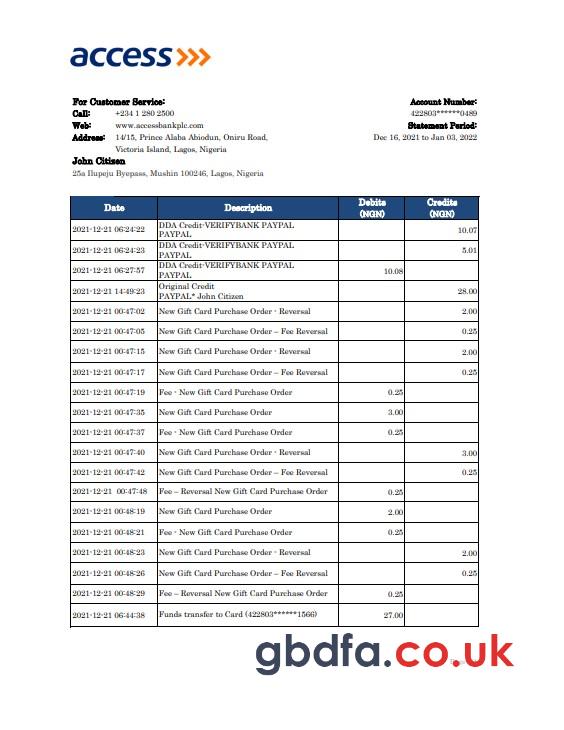 access
For Customer Service: Account Number:
Call: +234 1 280 2500 422803******0489
Web: www.accessbankplc.com Statement Period:
Address: 14/15, Prince Alaba Abiodun, Oniru Road, Dec 16, 2021 to Jan 03, 2022
Victoria Island, Lagos, Nigeria
John Citizen
25a Ilupeju Byepass, Mushin 100246, Lagos, Nigeria
Date Description Debits (NGN) Credits (NGN)
2021-12-21 06:24:22 DDA Credit-VERIFYBANK PAYPAL PAYPAL 10.07
2021-12-21 06:24:23 DDA Credit-VERIFYBANK PAYPAL PAYPAL 5.01
2021-12-21 06:27:57 DDA Credit-VERIFYBANK PAYPAL PAYPAL 10.08
2021-12-21 14:49:23 Original Credit PAYPAL* John Citizen 28.00
2021-12-21 00:47:02 New Gift Card Purchase Order - Reversal 2.00
2021-12-21 00:47:05 New Gift Card Purchase Order – Fee Reversal 0.25
2021-12-21 00:47:15 New Gift Card Purchase Order - Reversal 2.00
2021-12-21 00:47:17 New Gift Card Purchase Order – Fee Reversal 0.25
2021-12-21 00:47:19 Fee - New Gift Card Purchase Order 0.25
2021-12-21 00:47:35 New Gift Card Purchase Order 3.00
2021-12-21 00:47:37 Fee - New Gift Card Purchase Order 0.25
2021-12-21 00:47:40 New Gift Card Purchase Order - Reversal 3.00
2021-12-21 00:47:42 New Gift Card Purchase Order – Fee Reversal 0.25
2021-12-21 00:47:48 Fee – Reversal New Gift Card Purchase Order 0.25
2021-12-21 00:48:19 New Gift Card Purchase Order 2.00
2021-12-21 00:48:21 Fee - New Gift Card Purchase Order 0.25
2021-12-21 00:48:23 New Gift Card Purchase Order - Reversal 2.00
2021-12-21 00:48:26 New Gift Card Purchase Order – Fee Reversal 0.25
2021-12-21 00:48:29 Fee – Reversal New Gift Card Purchase Order 0.25
2021-12-21 06:44:38 Funds transfer to Card (422803******1566) 27.00
gbdfa.co.uk